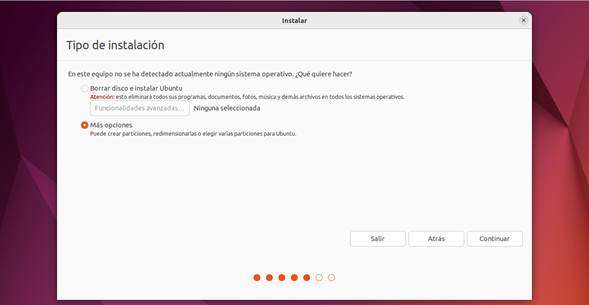 Instalar
Tipo de instalación
En este equipo no se ha detectado actualmente ningún sistema operativo. ¿Qué quiere hacer?
Borrar disco e instalar Ubuntu
Atención: esto eliminará todos sus programas, documentos, fotos, música y demás archivos en todos los sistemas operativos.
Funcionalidades avanzadas... Ninguna seleccionada
Más opciones
Puede crear particiones, redimensionarlas o elegir varias particiones para Ubuntu.
Salir Atrás Continuar